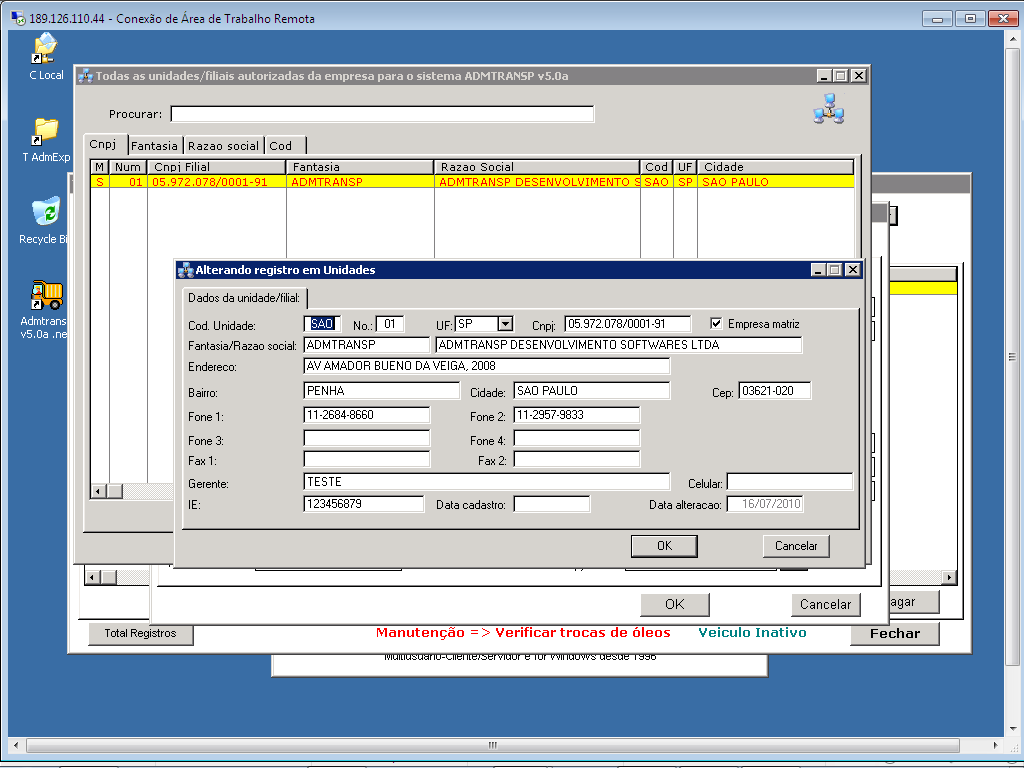 189.126.110.44 - Conexão de Área de Trabalho Remota
C Local
T AdmExp
Recycle Bi
Admtrans
v5.0a .ne
Todas as unidades/filiais autorizadas da empresa para o sistema ADMTRANSP v5.0a
Procurar:
Cnpj Fantasia Razao social Cod
M Num Cnpj Filial Fantasia Razao Social Cod UF Cidade
S 01 05.972.078/0001-91 ADMTRANSP ADMTRANSP DESENVOLVIMENTO S SAO SP SAO PAULO
Alterando registro em Unidades
Dados da unidade/filial:
Cod. Unidade: SAO No.: 01 UF: SP Cnpj: 05.972.078/0001-91 Empresa matriz
Fantasia/Razao social: ADMTRANSP ADMTRANSP DESENVOLVIMENTO SOFTWARES LTDA
Endereco: AV AMADOR BUENO DA VEIGA, 2008
Bairro: PENHA Cidade: SAO PAULO Cep: 03621-020
Fone 1: 11-2684-8660 Fone 2: 11-2957-9833
Fone 3: Fone 4:
Fax 1: Fax 2:
Gerente: TESTE Celular:
IE: 123456879 Data cadastro: Data alteracao: 16/07/2010
OK Cancelar
OK Cancelar agar
Total Registros Manutenção => Verificar trocas de óleos Veiculo Inativo Fechar
Multiusuario-Cliente/Servidor e for Windows desde 1996